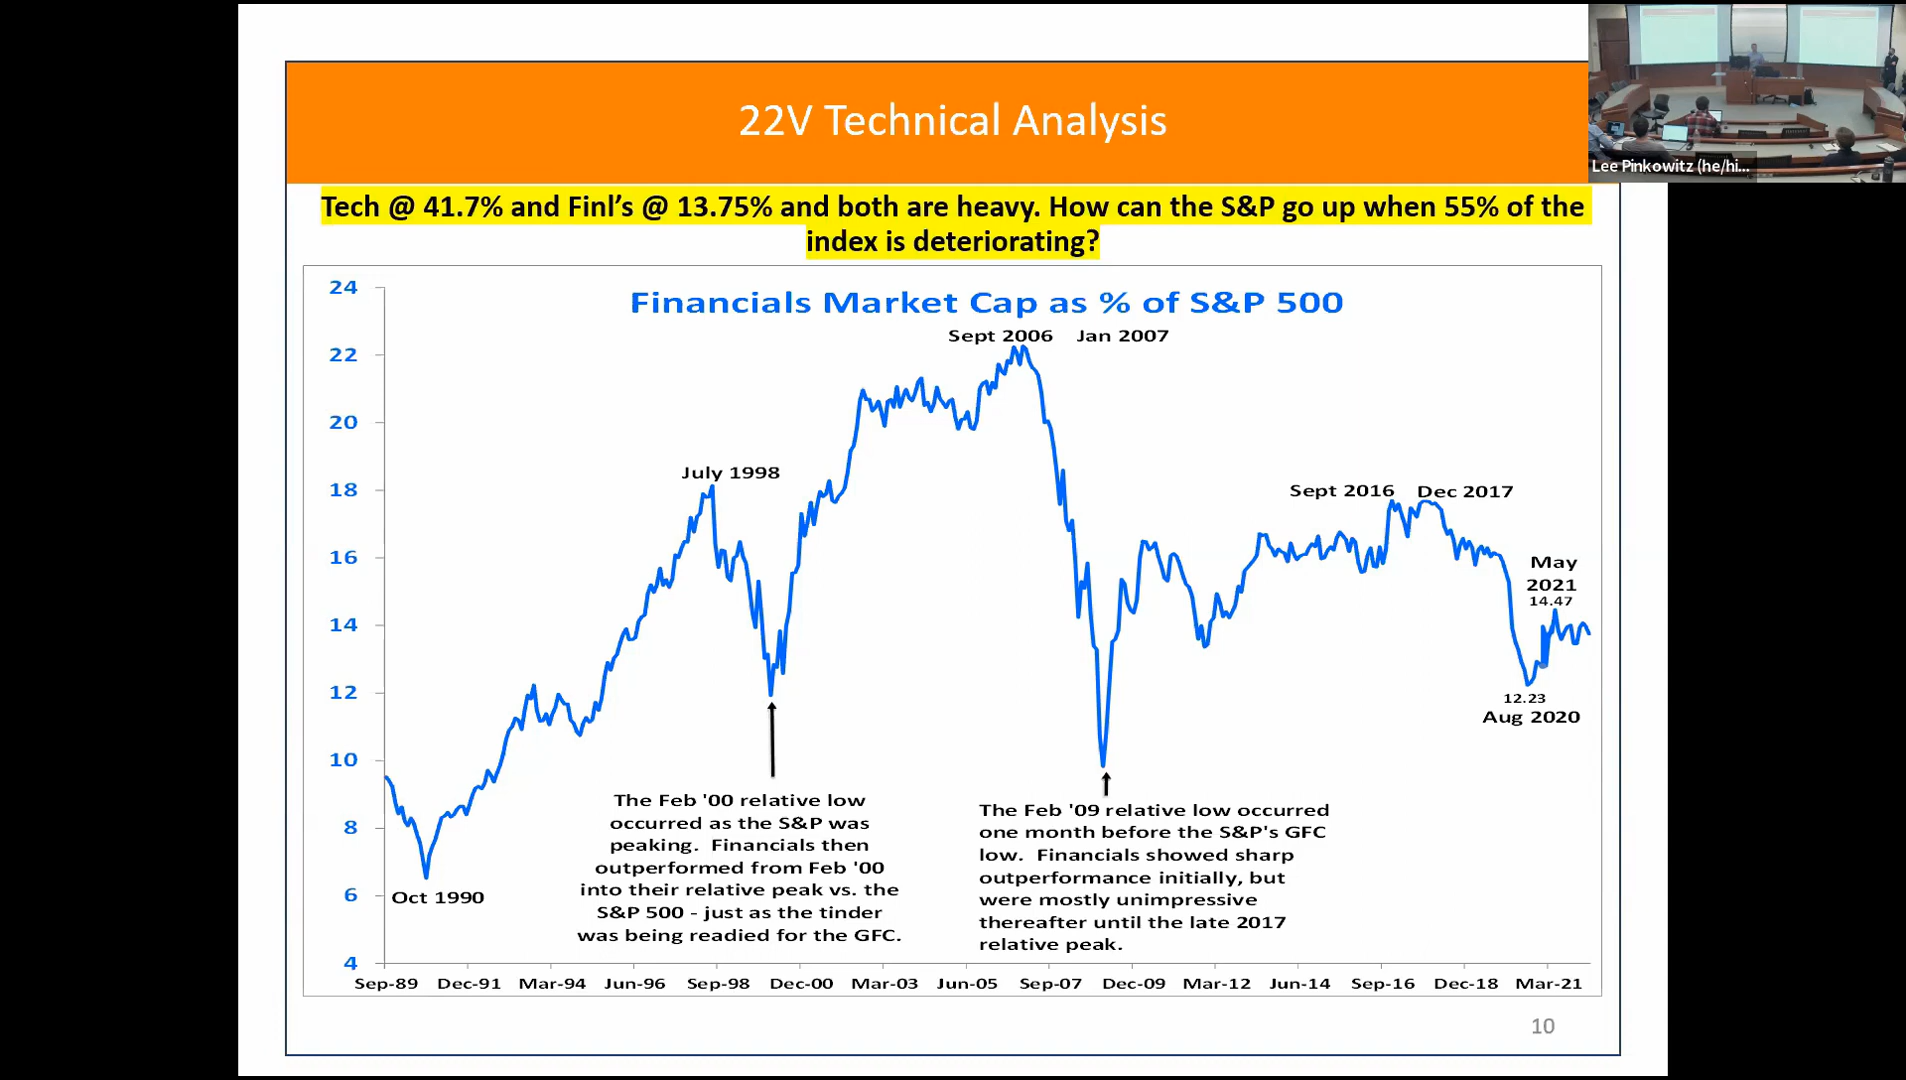 22V Technical Analysis
Lee Pinkowitz (he/hi...
Tech @ 41.7% and Finl's @ 13.75% and both are heavy. How can the S&P go up when 55% of the
index is deteriorating?
Financials Market Cap as % of S&P 500
24
22
20
18
16
14
12
10
8
6
4
Sept 2006 Jan 2007
July 1998
Sept 2016 Dec 2017
May
2021
14.47
12.23
Aug 2020
Oct 1990
The Feb '00 relative low
occurred as the S&P was
peaking. Financials then
outperformed from Feb '00
into their relative peak vs. the
S&P 500 - just as the tinder
was being readied for the GFC.
The Feb '09 relative low occurred
one month before the S&P's GFC
low. Financials showed sharp
outperformance initially, but
were mostly unimpressive
thereafter until the late 2017
relative peak.
Sep-89 Dec-91 Mar-94 Jun-96 Sep-98 Dec-00 Mar-03 Jun-05 Sep-07 Dec-09 Mar-12 Jun-14 Sep-16 Dec-18 Mar-21
10